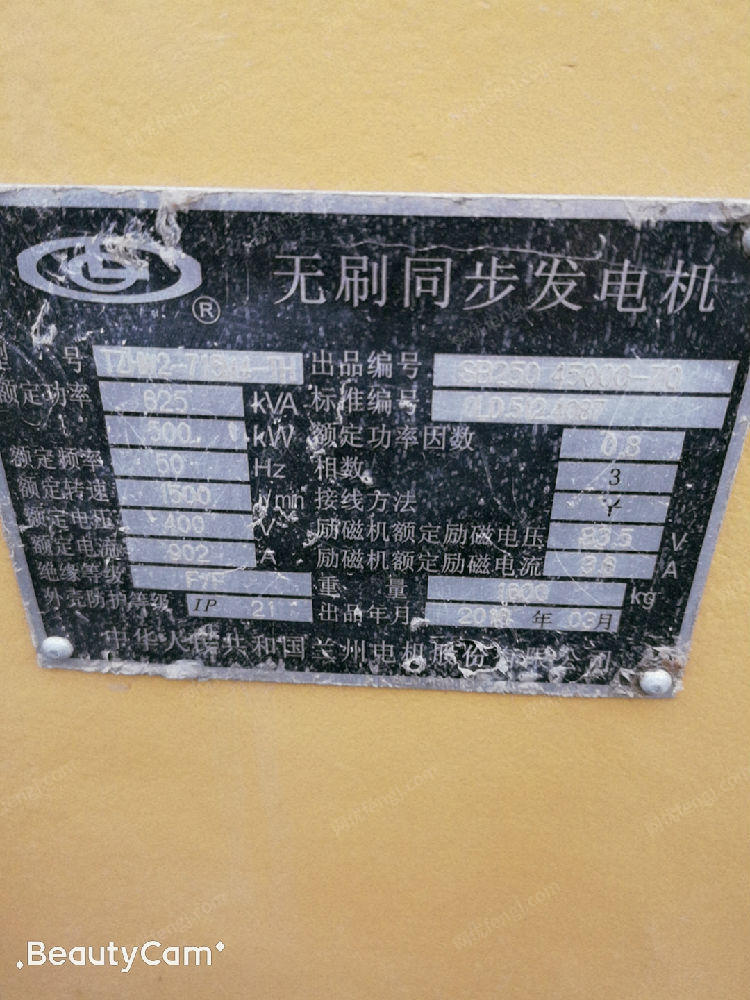 ®
无刷同步发电机
型 号 出品编号
额定功率 625 kVA 标准编号
500 kW 额定功率因数 0.8
额定频率 50 Hz 相数 3
额定转速 1500 r/min 接线方法 Y
额定电压 400 V 励磁机额定励磁电压 V
额定电流 902 A 励磁机额定励磁电流 A
绝缘等级 重 量 kg
外壳防护等级 IP 21 出品年月 年 03月
中华人民共和国兰州电机股份有限公司
BeautyCam